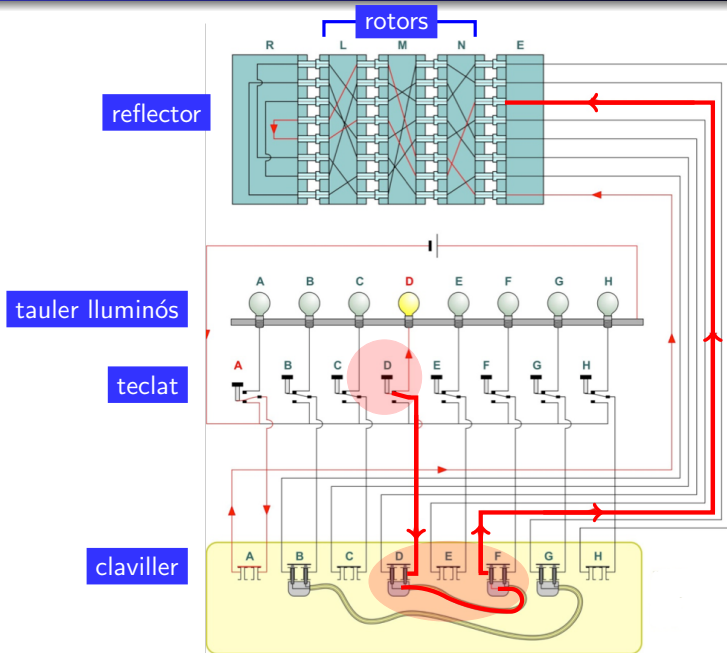 rotors
R L M N E
reflector
A B C D E F G H
tauler lluminós
A B C D E F G H
teclat
A B C D E F G H
claviller